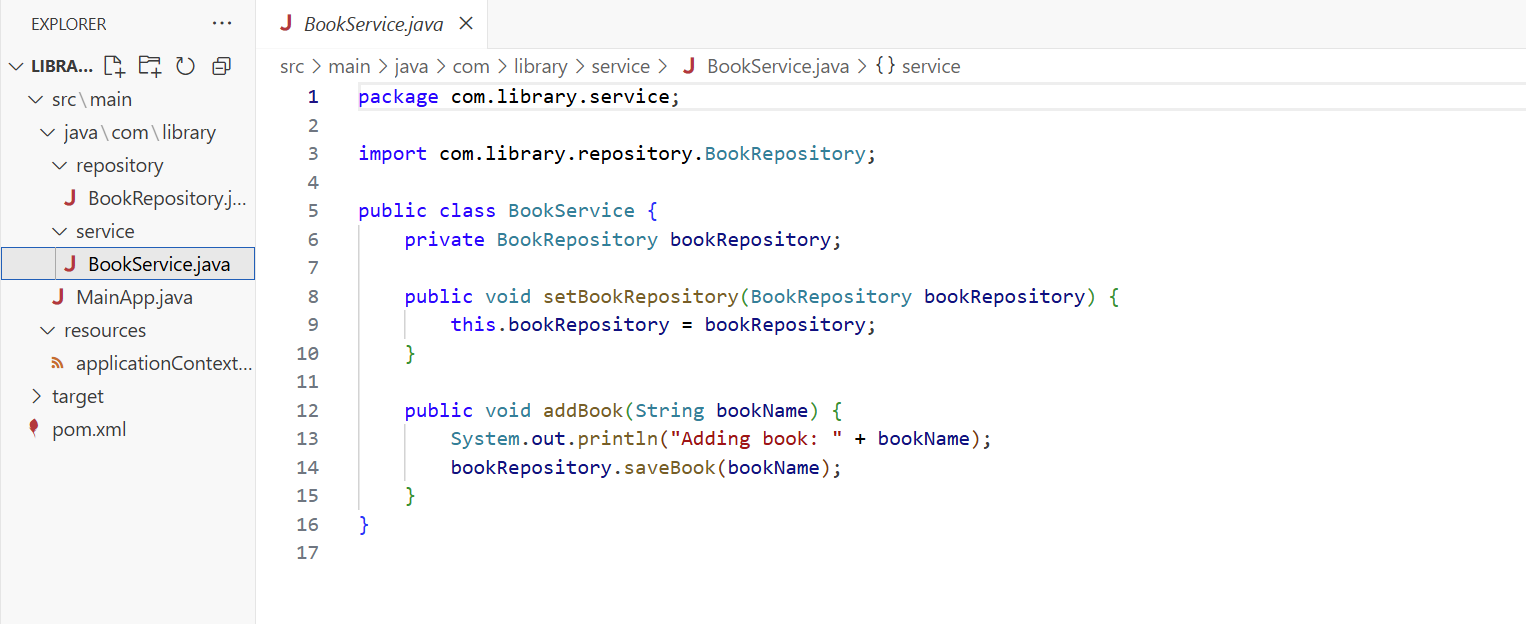 EXPLORER ...
LIBRA...
src\main
java\com\library
repository
J BookRepository.j...
service
J BookService.java
J MainApp.java
resources
applicationContext...
target
pom.xml
J BookService.java ×
src > main > java > com > library > service > J BookService.java > {} service
1 package com.library.service;
2
3 import com.library.repository.BookRepository;
4
5 public class BookService {
6     private BookRepository bookRepository;
7
8     public void setBookRepository(BookRepository bookRepository) {
9         this.bookRepository = bookRepository;
10     }
11
12     public void addBook(String bookName) {
13         System.out.println("Adding book: " + bookName);
14         bookRepository.saveBook(bookName);
15     }
16 }
17